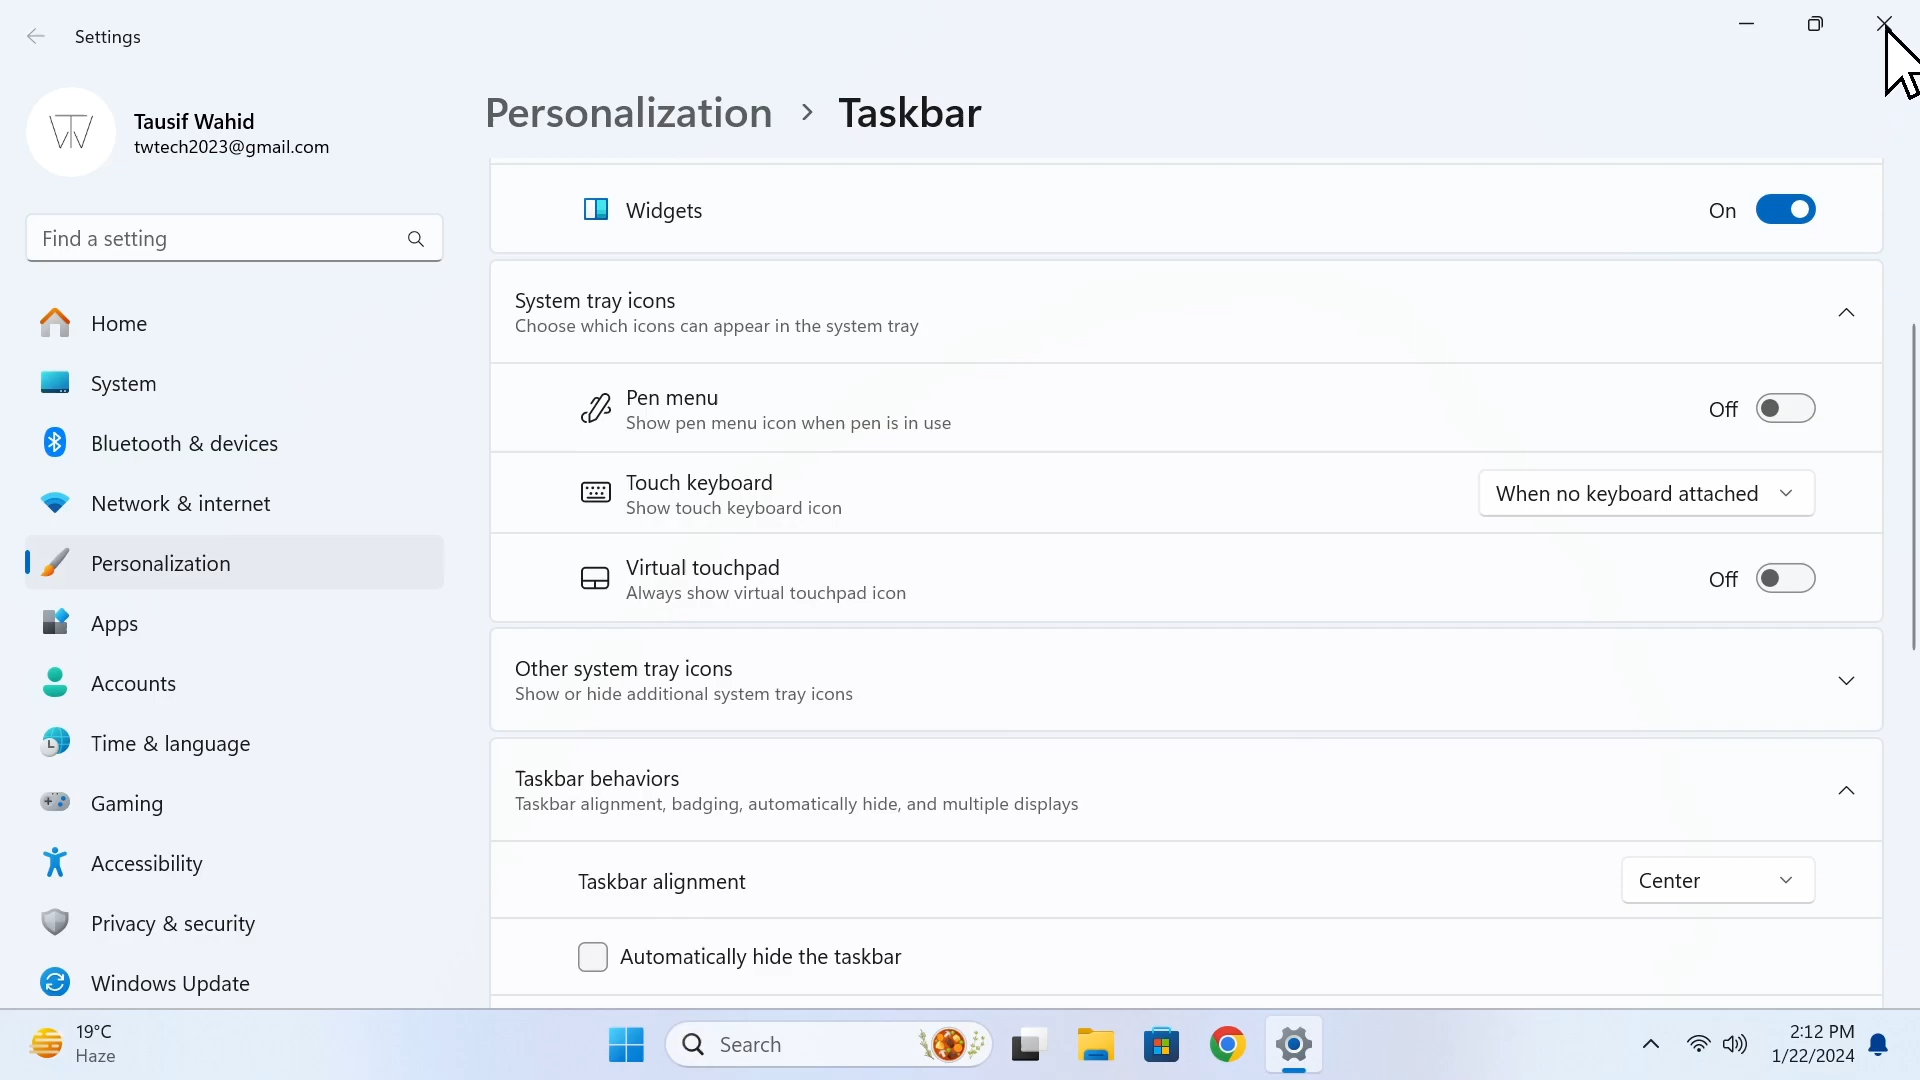 Settings
Tausif Wahid
twtech2023@gmail.com
Find a setting
Home
System
Bluetooth & devices
Network & internet
Personalization
Apps
Accounts
Time & language
Gaming
Accessibility
Privacy & security
Windows Update
Personalization > Taskbar
Widgets
On
System tray icons
Choose which icons can appear in the system tray
Pen menu
Show pen menu icon when pen is in use
Off
Touch keyboard
Show touch keyboard icon
When no keyboard attached
Virtual touchpad
Always show virtual touchpad icon
Off
Other system tray icons
Show or hide additional system tray icons
Taskbar behaviors
Taskbar alignment, badging, automatically hide, and multiple displays
Taskbar alignment
Center
Automatically hide the taskbar
19°C
Haze
Search
2:12 PM
1/22/2024